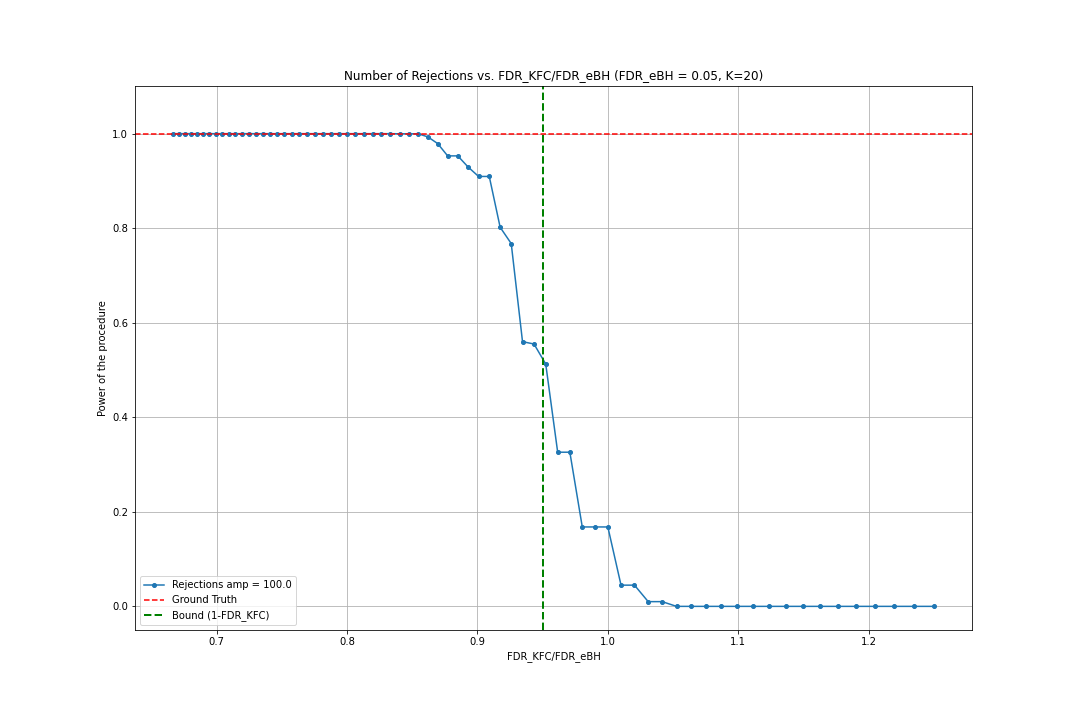 Number of Rejections vs. FDR_KFC/FDR_eBH (FDR_eBH = 0.05, K=20)
Power of the procedure
1.0
0.8
0.6
0.4
0.2
0.0
Rejections amp = 100.0
Ground Truth
Bound (1-FDR_KFC)
0.7 0.8 0.9 1.0 1.1 1.2
FDR_KFC/FDR_eBH